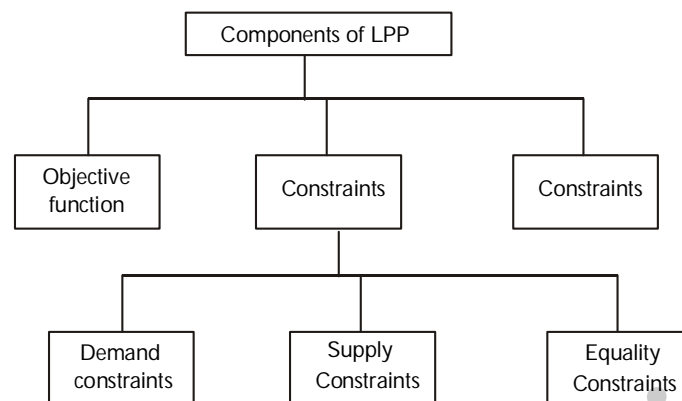 Components of LPP
Objective
function
Constraints
Constraints
Demand
constraints
Supply
Constraints
Equality
Constraints